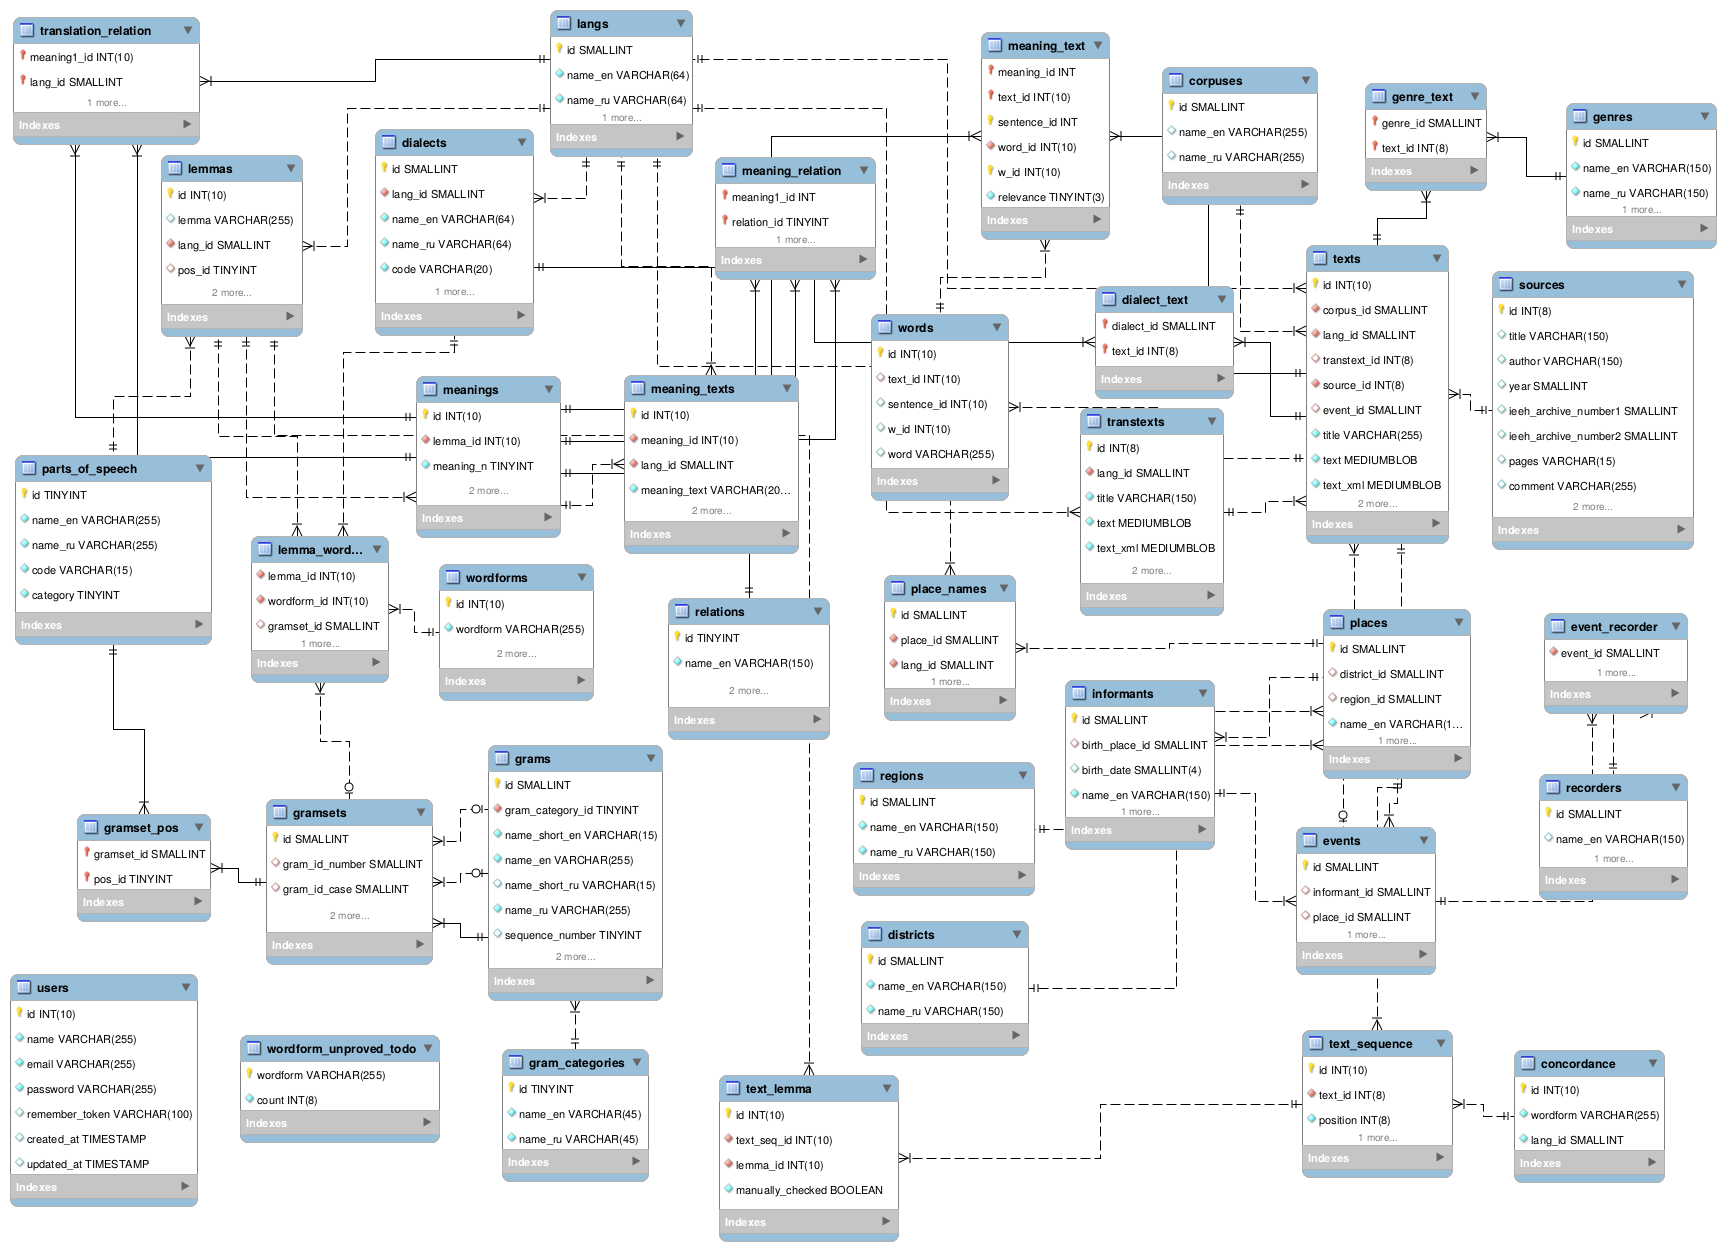 translation_relation
meaning1_id INT(10)
lang_id SMALLINT
1 more...
Indexes
langs
id SMALLINT
name_en VARCHAR(64)
name_ru VARCHAR(64)
1 more...
Indexes
meaning_text
meaning_id INT
text_id INT(10)
sentence_id INT
word_id INT(10)
w_id INT(10)
relevance TINYINT(3)
Indexes
corpuses
id SMALLINT
name_en VARCHAR(255)
name_ru VARCHAR(255)
Indexes
genre_text
genre_id SMALLINT
text_id INT(8)
Indexes
genres
id SMALLINT
name_en VARCHAR(150)
name_ru VARCHAR(150)
1 more...
Indexes
lemmas
id INT(10)
lemma VARCHAR(255)
lang_id SMALLINT
pos_id TINYINT
2 more...
Indexes
dialects
id SMALLINT
lang_id SMALLINT
name_en VARCHAR(64)
name_ru VARCHAR(64)
code VARCHAR(20)
1 more...
Indexes
meaning_relation
meaning1_id INT
relation_id TINYINT
1 more...
Indexes
texts
id INT(10)
corpus_id SMALLINT
lang_id SMALLINT
transtext_id INT(8)
source_id INT(8)
event_id SMALLINT
title VARCHAR(255)
text MEDIUMBLOB
text_xml MEDIUMBLOB
2 more...
Indexes
sources
id INT(8)
title VARCHAR(150)
author VARCHAR(150)
year SMALLINT
ieeh_archive_number1 SMALLINT
ieeh_archive_number2 SMALLINT
pages VARCHAR(15)
comment VARCHAR(255)
2 more...
Indexes
dialect_text
dialect_id SMALLINT
text_id INT(8)
Indexes
words
id INT(10)
text_id INT(10)
sentence_id INT(10)
w_id INT(10)
word VARCHAR(255)
Indexes
meanings
id INT(10)
lemma_id INT(10)
meaning_n TINYINT
2 more...
Indexes
meaning_texts
id INT(10)
meaning_id INT(10)
lang_id SMALLINT
meaning_text VARCHAR(20...
2 more...
Indexes
transtexts
id INT(8)
lang_id SMALLINT
title VARCHAR(150)
text MEDIUMBLOB
text_xml MEDIUMBLOB
2 more...
Indexes
parts_of_speech
id TINYINT
name_en VARCHAR(255)
name_ru VARCHAR(255)
code VARCHAR(15)
category TINYINT
Indexes
lemma_word...
lemma_id INT(10)
wordform_id INT(10)
gramset_id SMALLINT
1 more...
Indexes
wordforms
id INT(10)
wordform VARCHAR(255)
2 more...
Indexes
relations
id TINYINT
name_en VARCHAR(150)
2 more...
Indexes
place_names
id SMALLINT
place_id SMALLINT
lang_id SMALLINT
1 more...
Indexes
places
id SMALLINT
district_id SMALLINT
region_id SMALLINT
name_en VARCHAR(1...
1 more...
Indexes
event_recorder
event_id SMALLINT
1 more...
Indexes
informants
id SMALLINT
birth_place_id SMALLINT
birth_date SMALLINT(4)
name_en VARCHAR(150)
1 more...
Indexes
grams
id SMALLINT
gram_category_id TINYINT
name_short_en VARCHAR(15)
name_en VARCHAR(255)
name_short_ru VARCHAR(15)
name_ru VARCHAR(255)
sequence_number TINYINT
2 more...
Indexes
regions
id SMALLINT
name_en VARCHAR(150)
name_ru VARCHAR(150)
Indexes
recorders
id SMALLINT
name_en VARCHAR(150)
1 more...
Indexes
gramset_pos
gramset_id SMALLINT
pos_id TINYINT
Indexes
gramsets
id SMALLINT
gram_id_number SMALLINT
gram_id_case SMALLINT
2 more...
Indexes
events
id SMALLINT
informant_id SMALLINT
place_id SMALLINT
1 more...
Indexes
districts
id SMALLINT
name_en VARCHAR(150)
name_ru VARCHAR(150)
Indexes
users
id INT(10)
name VARCHAR(255)
email VARCHAR(255)
password VARCHAR(255)
remember_token VARCHAR(100)
created_at TIMESTAMP
updated_at TIMESTAMP
Indexes
wordform_unproved_todo
wordform VARCHAR(255)
count INT(8)
Indexes
gram_categories
id TINYINT
name_en VARCHAR(45)
name_ru VARCHAR(45)
Indexes
text_lemma
id INT(10)
text_seq_id INT(10)
lemma_id INT(10)
manually_checked BOOLEAN
Indexes
text_sequence
id INT(10)
text_id INT(8)
position INT(8)
1 more...
Indexes
concordance
id INT(10)
wordform VARCHAR(255)
lang_id SMALLINT
Indexes